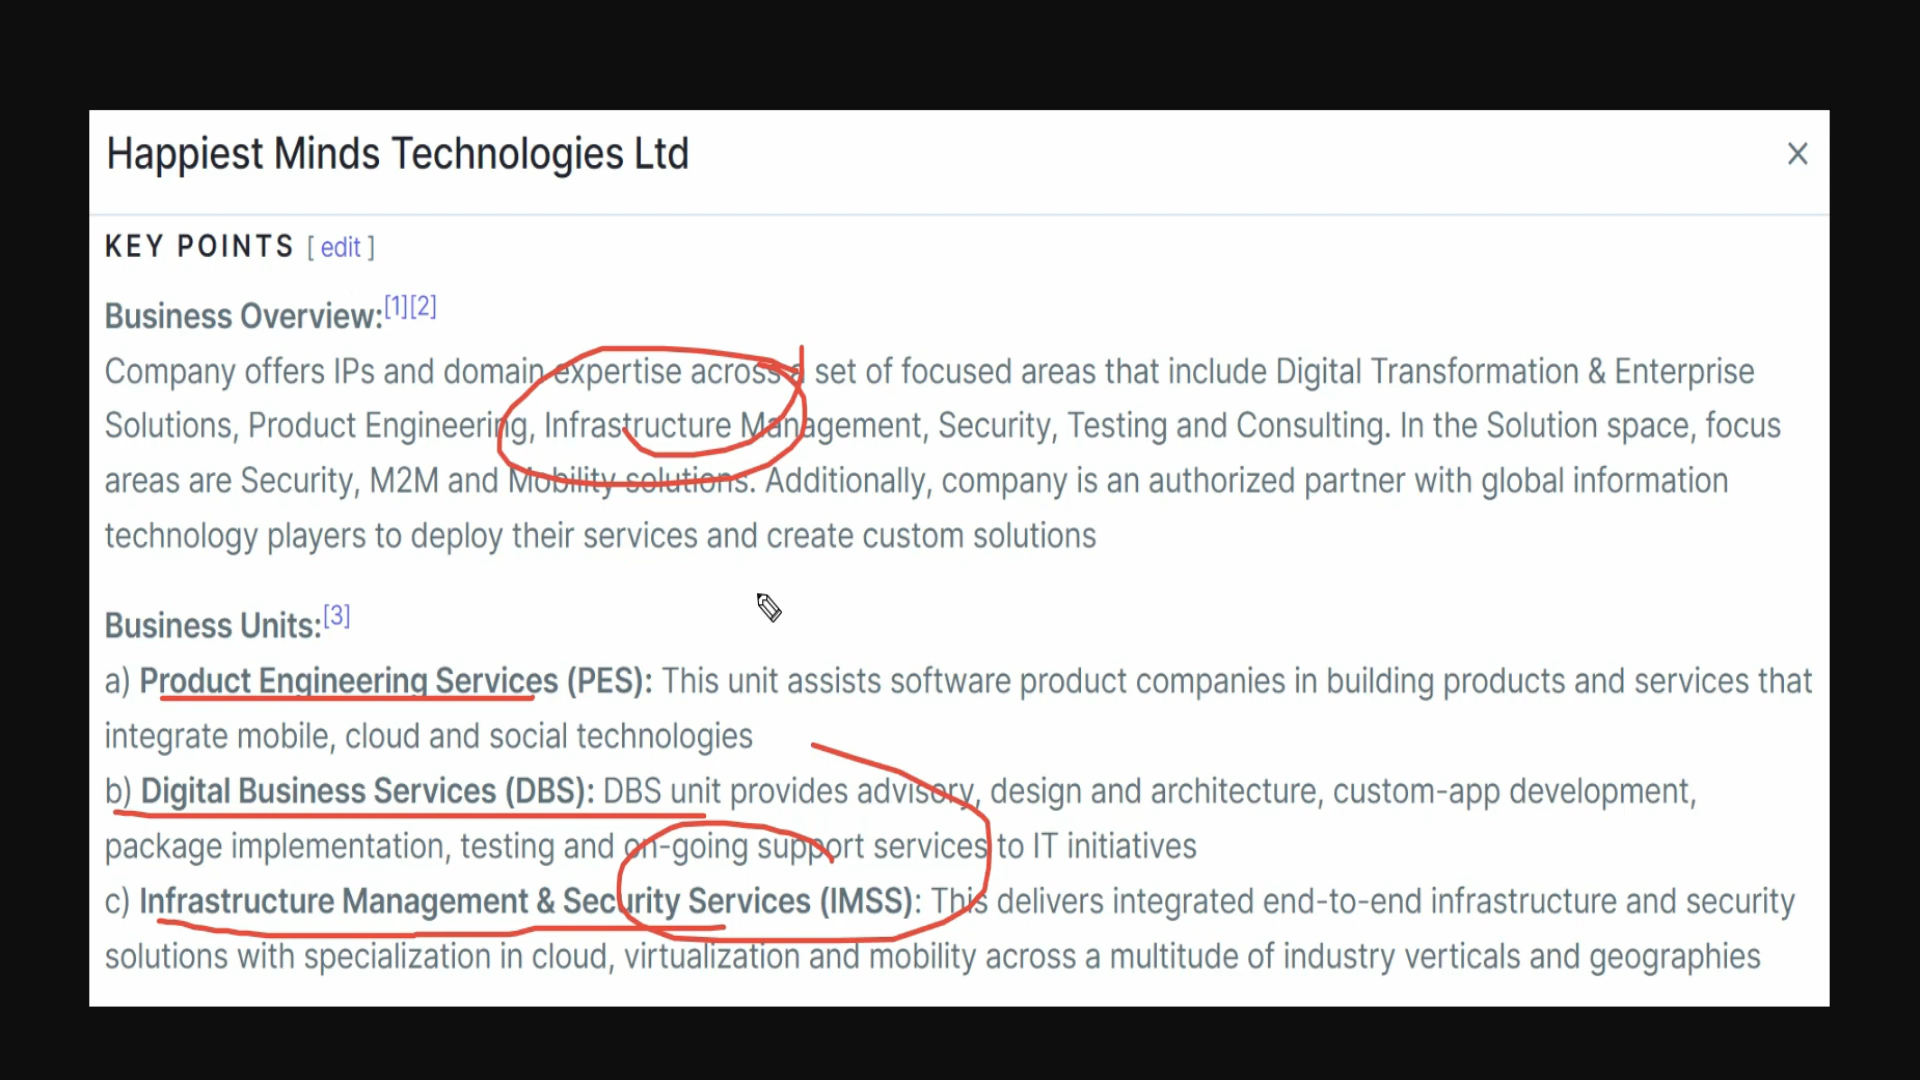 Happiest Minds Technologies Ltd
KEY POINTS [ edit ]
Business Overview:[1][2]
Company offers IPs and domain expertise across a set of focused areas that include Digital Transformation & Enterprise
Solutions, Product Engineering, Infrastructure Management, Security, Testing and Consulting. In the Solution space, focus
areas are Security, M2M and Mobility solutions. Additionally, company is an authorized partner with global information
technology players to deploy their services and create custom solutions
Business Units:[3]
a) Product Engineering Services (PES): This unit assists software product companies in building products and services that
integrate mobile, cloud and social technologies
b) Digital Business Services (DBS): DBS unit provides advisory, design and architecture, custom-app development,
package implementation, testing and on-going support services to IT initiatives
c) Infrastructure Management & Security Services (IMSS): This delivers integrated end-to-end infrastructure and security
solutions with specialization in cloud, virtualization and mobility across a multitude of industry verticals and geographies